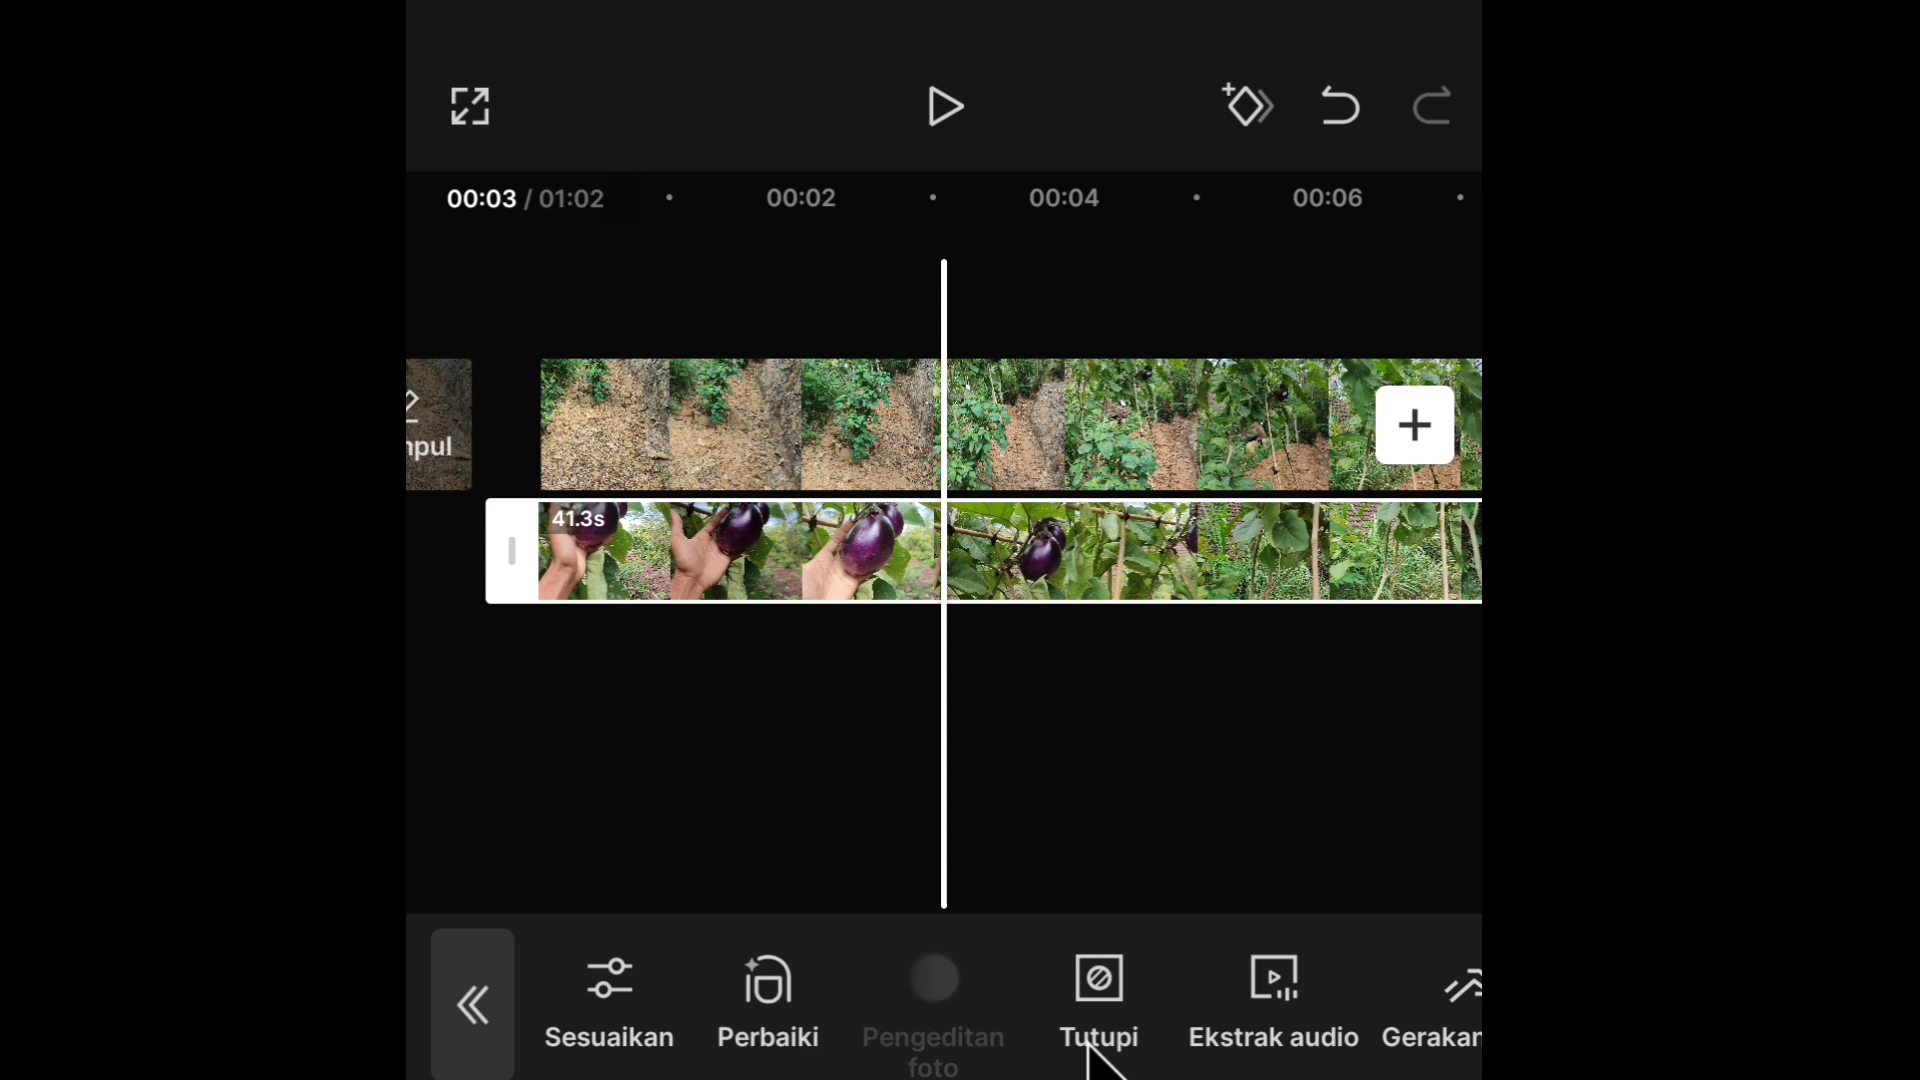 00:03 / 01:02
00:02
00:04
00:06
npul
41.3s
Sesuaikan
Perbaiki
Pengeditan
foto
Tutupi
Ekstrak audio
Gerakan